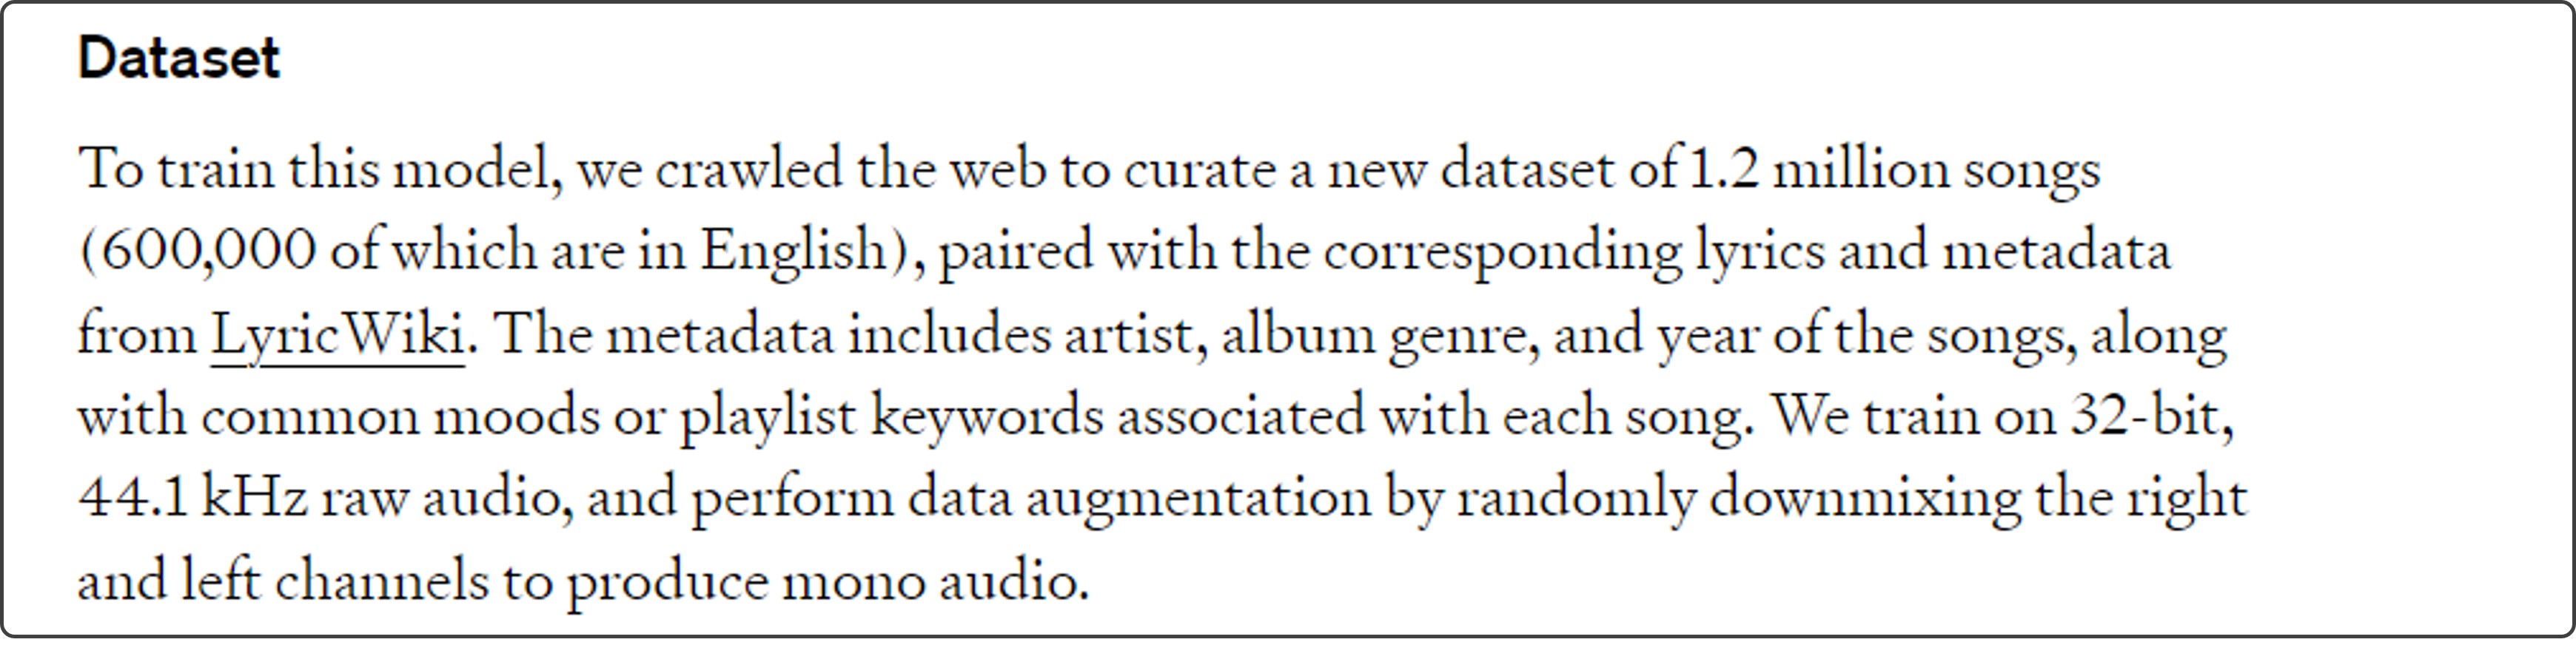 Dataset
To train this model, we crawled the web to curate a new dataset of 1.2 million songs
(600,000 of which are in English), paired with the corresponding lyrics and metadata
from LyricWiki. The metadata includes artist, album genre, and year of the songs, along
with common moods or playlist keywords associated with each song. We train on 32-bit,
44.1 kHz raw audio, and perform data augmentation by randomly downmixing the right
and left channels to produce mono audio.